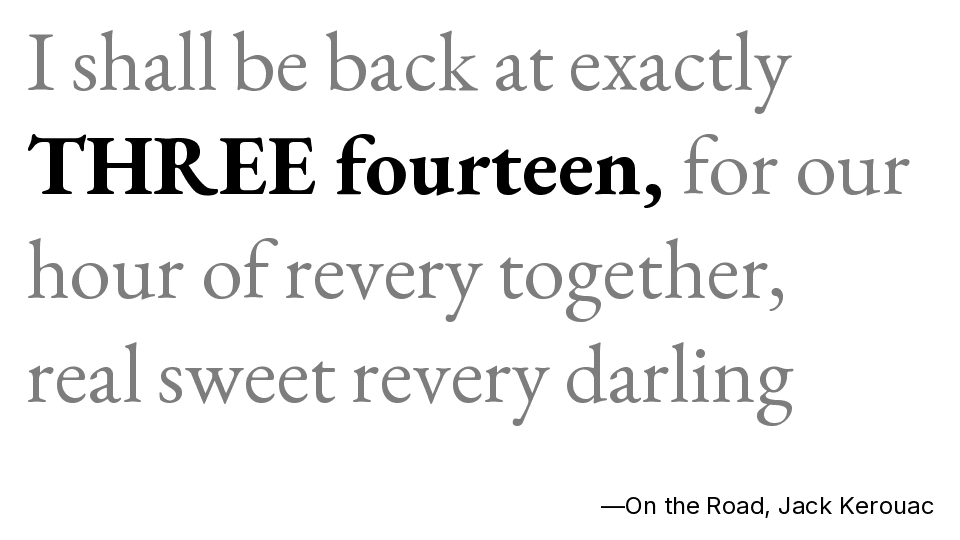 I shall be back at exactly
THREE fourteen, for our
hour of revery together,
real sweet revery darling
—On the Road, Jack Kerouac